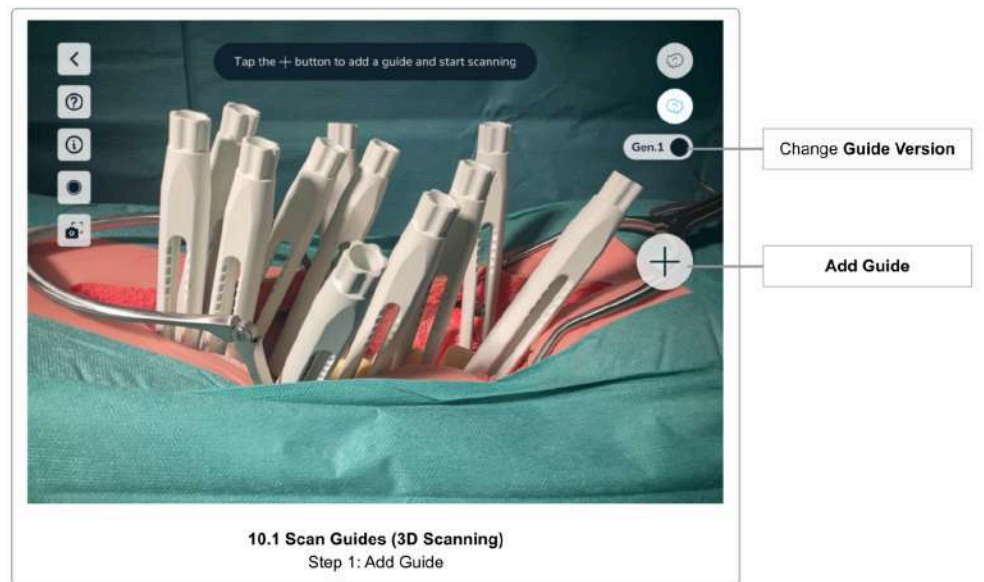 Tap the + button to add a guide and start scanning
Gen.1
Change Guide Version
Add Guide
10.1 Scan Guides (3D Scanning)
Step 1: Add Guide